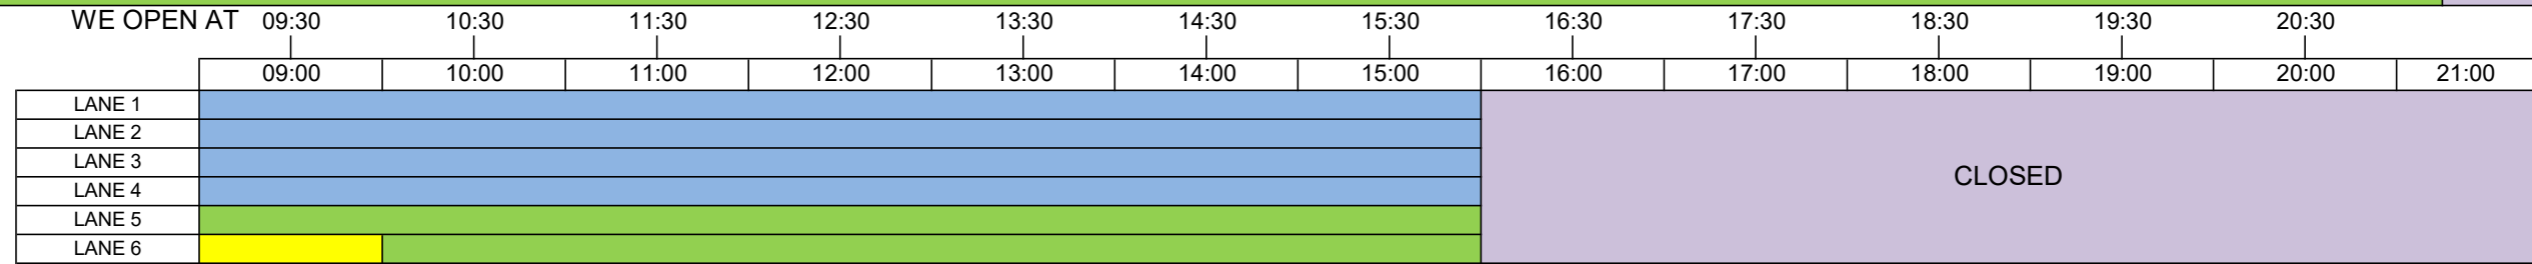 WE OPEN AT 09:30 10:30 11:30 12:30 13:30 14:30 15:30 16:30 17:30 18:30 19:30 20:30
09:00 10:00 11:00 12:00 13:00 14:00 15:00 16:00 17:00 18:00 19:00 20:00 21:00
LANE 1
LANE 2
LANE 3
LANE 4
CLOSED
LANE 5
LANE 6